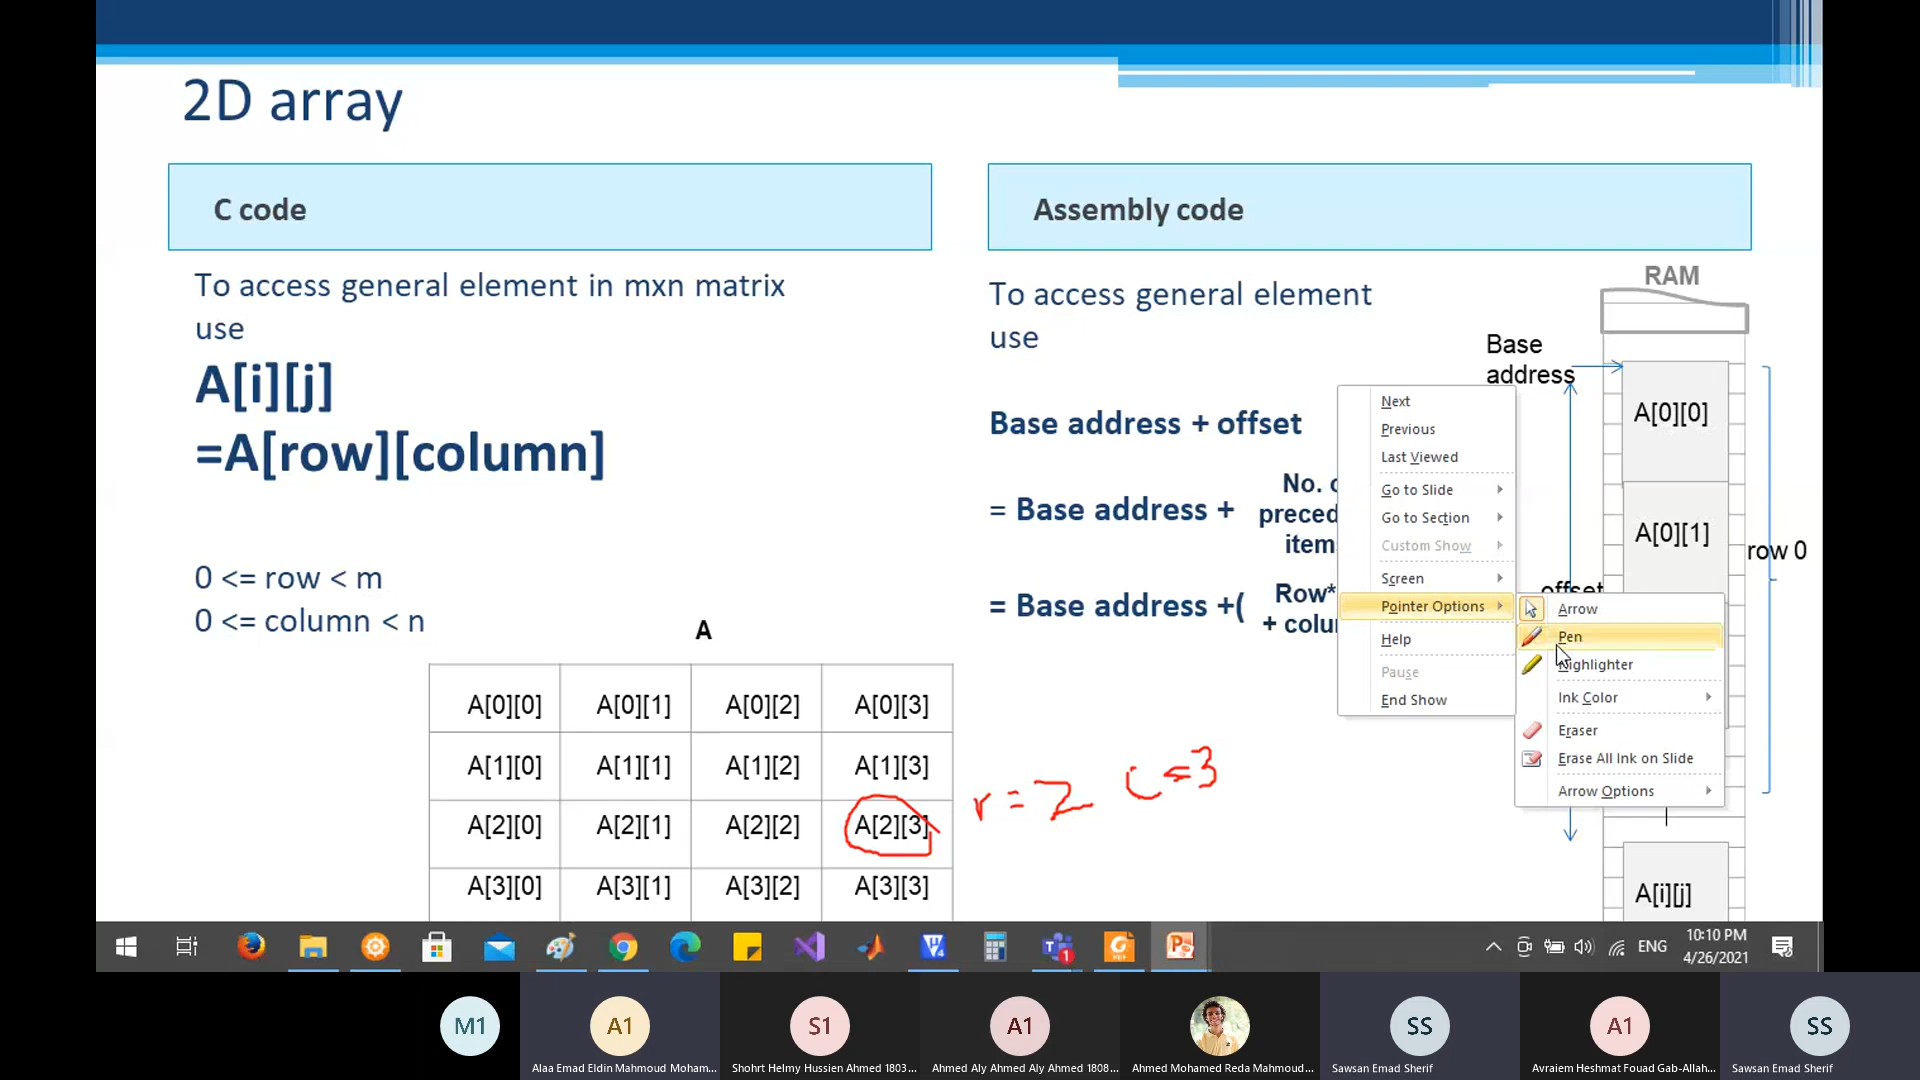 2D array
C code
To access general element in mxn matrix
use
A[i][j]
=A[row][column]
0 <= row < m
0 <= column < n
A
A[0][0] A[0][1] A[0][2] A[0][3]
A[1][0] A[1][1] A[1][2] A[1][3]
A[2][0] A[2][1] A[2][2] A[2][3]
A[3][0] A[3][1] A[3][2] A[3][3]
r=2 c=3
Assembly code
To access general element
use
Base address + offset
= Base address +
No.
items
= Base address +(
Row*
+
RAM
Base
address
A[0][0]
A[0][1]
row 0
offset
A[i][j]
Next
Previous
Last Viewed
Go to Slide
Go to Section
Custom Show
Screen
Pointer Options
Help
Pause
End Show
Arrow
Pen
Highlighter
Ink Color
Eraser
Erase All Ink on Slide
Arrow Options
1
ENG
10:10 PM
4/26/2021
M1
A1
Alaa Emad Eldin Mahmoud Moham...
S1
Shohrt Helmy Hussien Ahmed 1803...
A1
Ahmed Aly Ahmed Aly Ahmed 1808...
Ahmed Mohamed Reda Mahmoud...
SS
Sawsan Emad Sherif
A1
Avraiem Heshmat Fouad Gab-Allah...
SS
Sawsan Emad Sherif